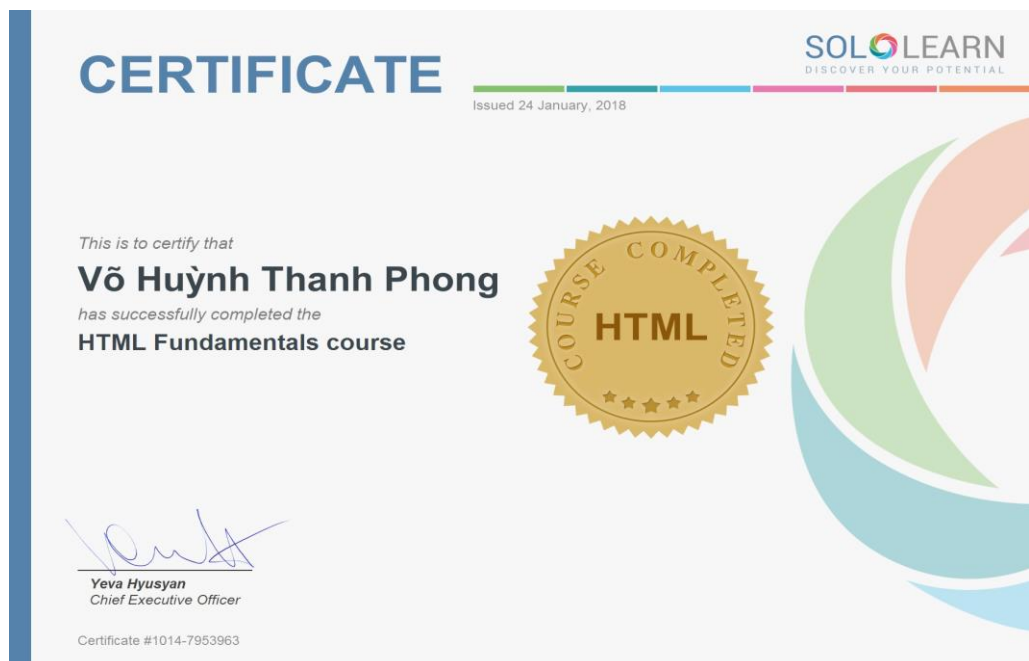 CERTIFICATE
SOLOLEARN
DISCOVER YOUR POTENTIAL
Issued 24 January, 2018
This is to certify that
Võ Huỳnh Thanh Phong
has successfully completed the
HTML Fundamentals course
COURSE COMPLETED
HTML
Yeva Hyusyan
Chief Executive Officer
Certificate #1014-7953963